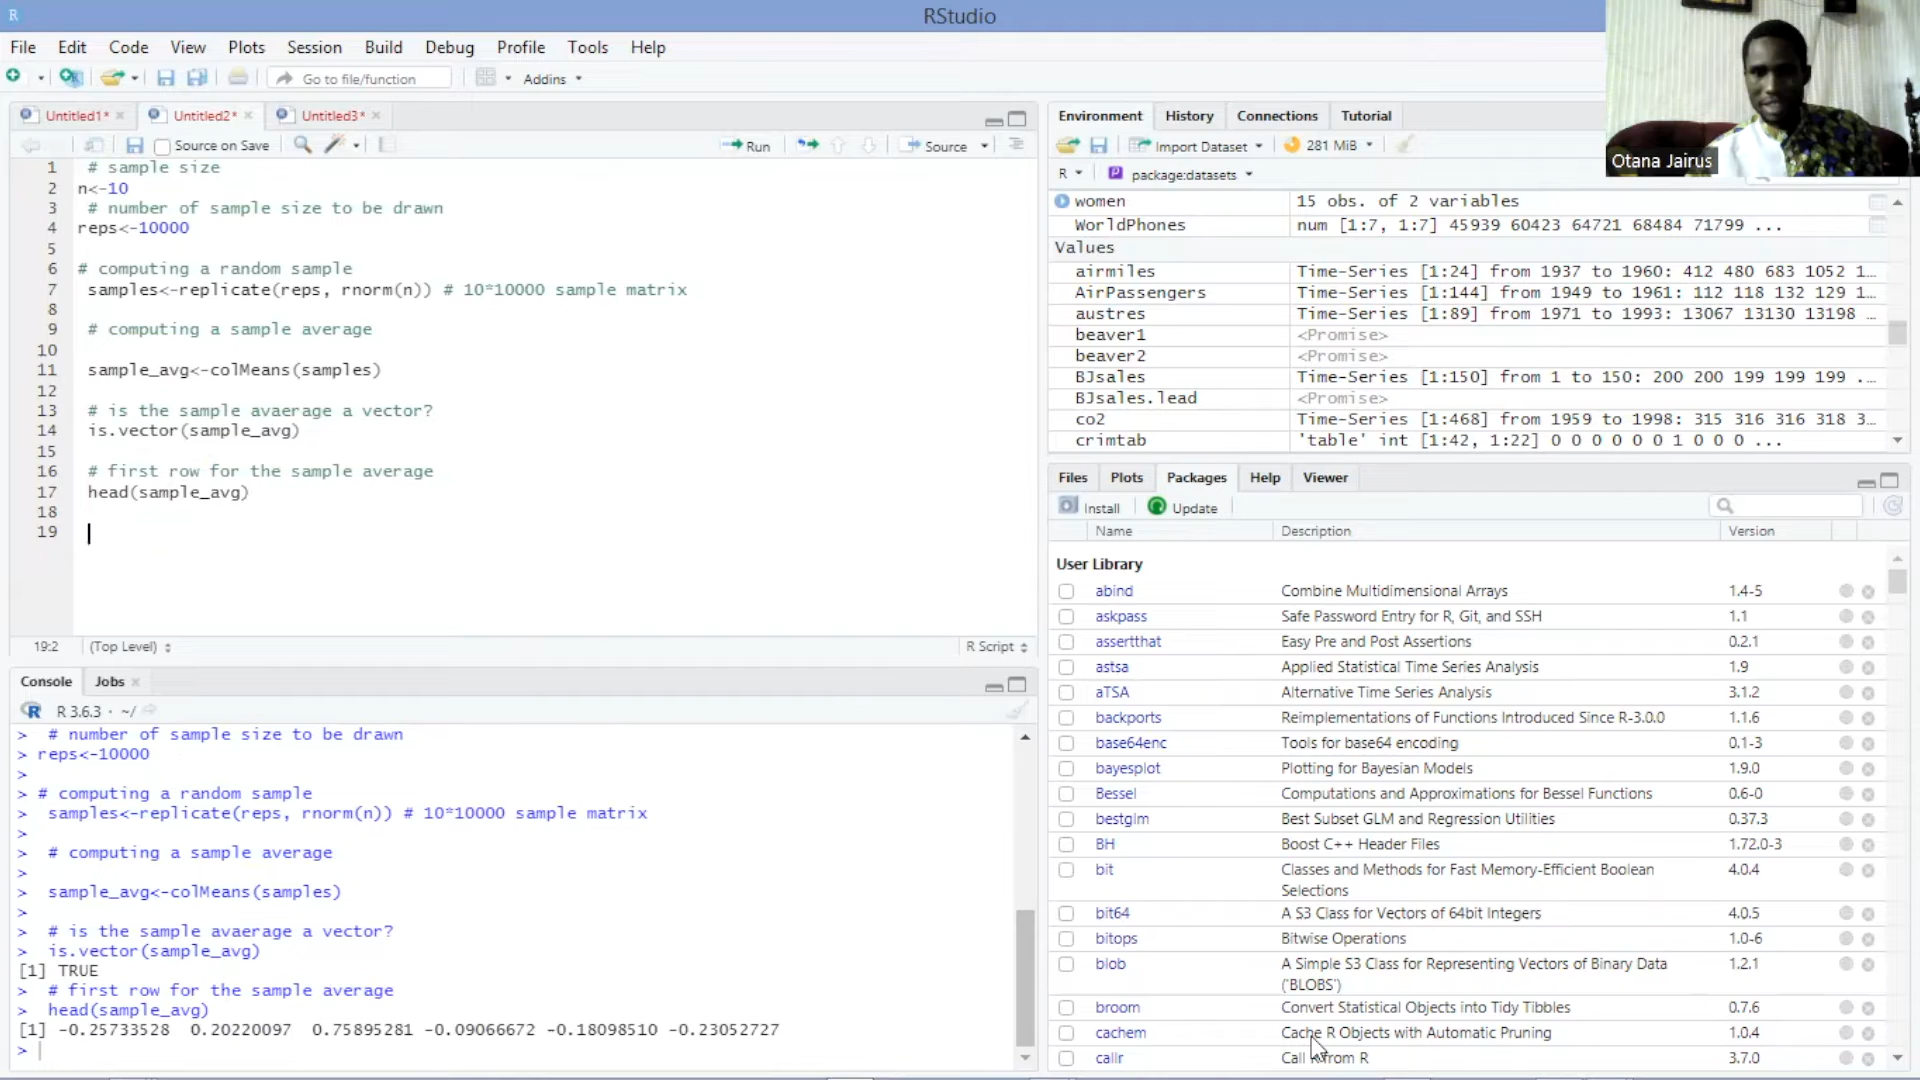 RStudio
File Edit Code View Plots Session Build Debug Profile Tools Help
Go to file/function Addins
Untitled1* Untitled2* Untitled3*
Source on Save Run Source
1 # sample size
2 n<-10
3 # number of sample size to be drawn
4 reps<-10000
5
6 # computing a random sample
7 samples<-replicate(reps, rnorm(n)) # 10*10000 sample matrix
8
9 # computing a sample average
10
11 sample_avg<-colMeans(samples)
12
13 # is the sample avaerage a vector?
14 is.vector(sample_avg)
15
16 # first row for the sample average
17 head(sample_avg)
18
19
19:2 (Top Level) R Script
Console Jobs
R 3.6.3 · ~/
> # number of sample size to be drawn
> reps<-10000
>
> # computing a random sample
> samples<-replicate(reps, rnorm(n)) # 10*10000 sample matrix
>
> # computing a sample average
>
> sample_avg<-colMeans(samples)
>
> # is the sample avaerage a vector?
> is.vector(sample_avg)
[1] TRUE
> # first row for the sample average
> head(sample_avg)
[1] -0.25733528 0.20220097 0.75895281 -0.09066672 -0.18098510 -0.23052727
>
Environment History Connections Tutorial
Import Dataset 281 MiB
R package:datasets
women 15 obs. of 2 variables
WorldPhones num [1:7, 1:7] 45939 60423 64721 68484 71799 ...
Values
airmiles Time-Series [1:24] from 1937 to 1960: 412 480 683 1052 1…
AirPassengers Time-Series [1:144] from 1949 to 1961: 112 118 132 129 1…
austres Time-Series [1:89] from 1971 to 1993: 13067 13130 13198 …
beaver1 <Promise>
beaver2 <Promise>
BJsales Time-Series [1:150] from 1 to 150: 200 200 199 199 199 .…
BJsales.lead <Promise>
co2 Time-Series [1:468] from 1959 to 1998: 315 316 316 318 3…
crimtab 'table' int [1:42, 1:22] 0 0 0 0 0 0 1 0 0 0 ...
Otana Jairus
Files Plots Packages Help Viewer
Install Update
Name Description Version
User Library
abind Combine Multidimensional Arrays 1.4-5
askpass Safe Password Entry for R, Git, and SSH 1.1
assertthat Easy Pre and Post Assertions 0.2.1
astsa Applied Statistical Time Series Analysis 1.9
aTSA Alternative Time Series Analysis 3.1.2
backports Reimplementations of Functions Introduced Since R-3.0.0 1.1.6
base64enc Tools for base64 encoding 0.1-3
bayesplot Plotting for Bayesian Models 1.9.0
Bessel Computations and Approximations for Bessel Functions 0.6-0
bestglm Best Subset GLM and Regression Utilities 0.37.3
BH Boost C++ Header Files 1.72.0-3
bit Classes and Methods for Fast Memory-Efficient Boolean 4.0.4
Selections
bit64 A S3 Class for Vectors of 64bit Integers 4.0.5
bitops Bitwise Operations 1.0-6
blob A Simple S3 Class for Representing Vectors of Binary Data 1.2.1
('BLOBS')
broom Convert Statistical Objects into Tidy Tibbles 0.7.6
cachem Cache R Objects with Automatic Pruning 1.0.4
callr Call from R 3.7.0